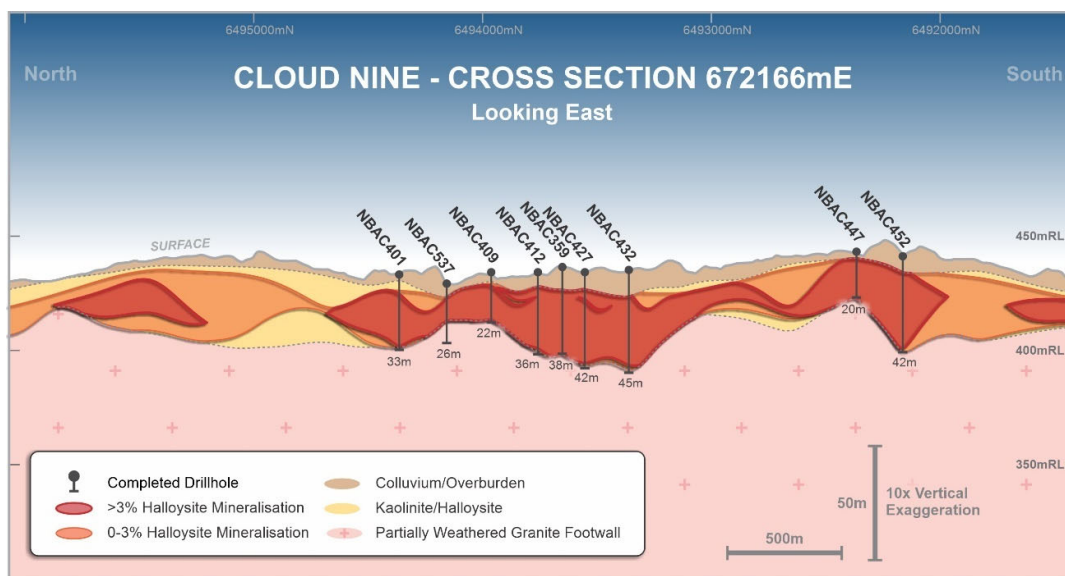 6495000mN
6494000mN
6493000mN
6492000mN
North
South
CLOUD NINE - CROSS SECTION 672166mE
Looking East
SURFACE
NBAC401
NBAC537
NBAC409
NBAC412
NBAC359
NBAC427
NBAC432
NBAC447
NBAC452
450mRL
400mRL
350mRL
33m
26m
22m
36m
38m
42m
45m
20m
42m
Completed Drillhole
>3% Halloysite Mineralisation
0-3% Halloysite Mineralisation
Colluvium/Overburden
Kaolinite/Halloysite
Partially Weathered Granite Footwall
500m
50m
10x Vertical
Exaggeration